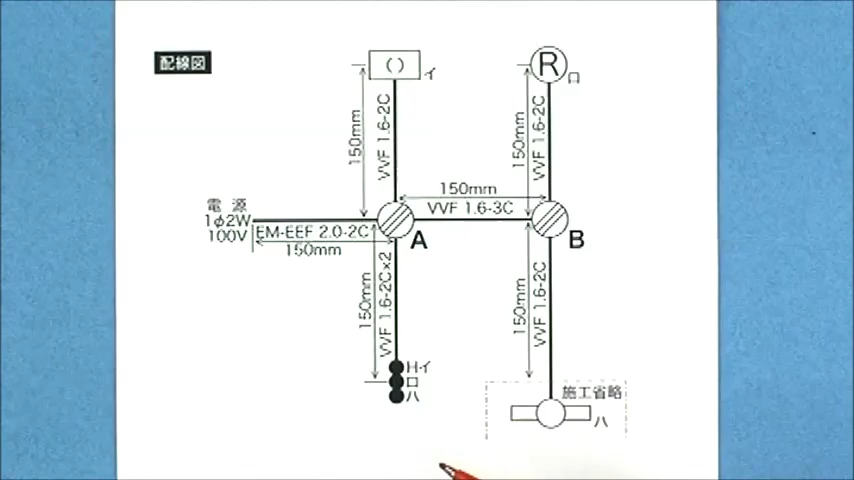 配線図
( )
イ
R
ロ
150mm
VVF 1.6-2C
150mm
VVF 1.6-2C
150mm
VVF 1.6-3C
電源
1φ2W
100V
EM-EEF 2.0-2C
150mm
A
B
150mm
VVF 1.6-2C×2
150mm
VVF 1.6-2C
Hイ
ロ
ハ
施工省略
ハ